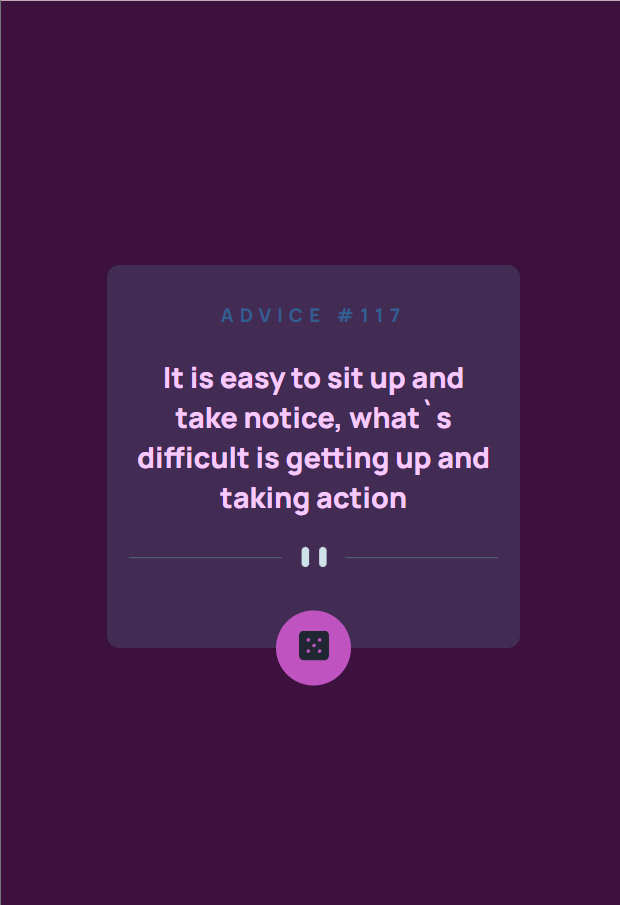 ADVICE #117
It is easy to sit up and
take notice, what`s
difficult is getting up and
taking action